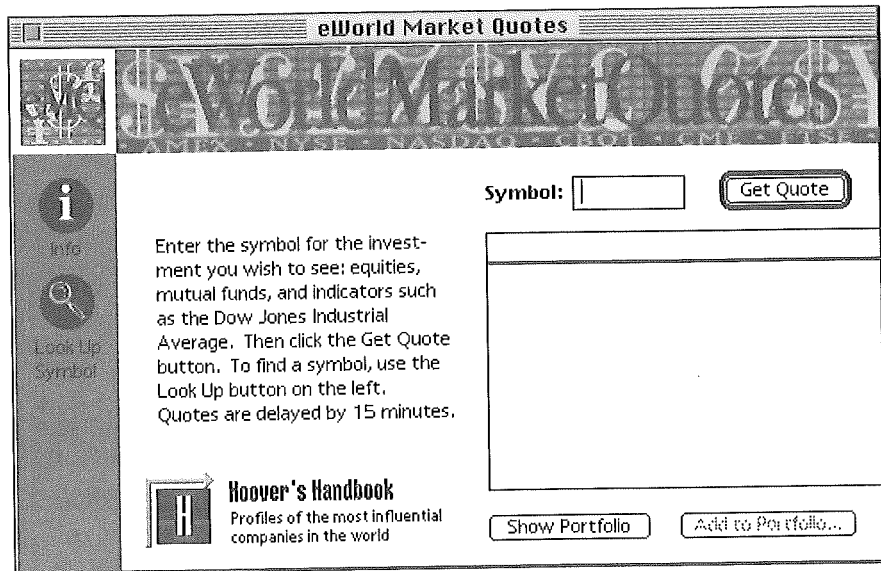 eWorld Market Quotes
$eWorldMarketQuotes
AMEX • NYSE • NASDAQ • CBOT • CME • FTSE •
i
Info
Look Up
Symbol
Symbol:
Get Quote
Enter the symbol for the invest-
ment you wish to see: equities,
mutual funds, and indicators such
as the Dow Jones Industrial
Average. Then click the Get Quote
button. To find a symbol, use the
Look Up button on the left.
Quotes are delayed by 15 minutes.
H
Hoover's Handbook
Profiles of the most influential
companies in the world
Show Portfolio
Add to Portfolio...